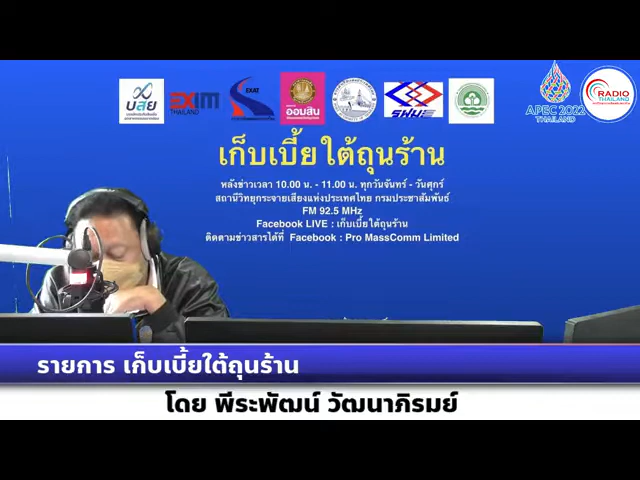 บสย
EXIM
THAILAND
EXAT
ออมสิน
รฟม
APEC 2022
THAILAND
RADIO
THAILAND
เก็บเบี้ย ใต้ถุนร้าน
หลังข่าวเวลา 10.00 น. - 11.00 น. ทุกวันจันทร์ - วันศุกร์
สถานีวิทยุกระจายเสียงแห่งประเทศไทย กรมประชาสัมพันธ์
FM 92.5 MHz
Facebook LIVE : เก็บเบี้ยใต้ถุนร้าน
ติดตามข่าวสารได้ที่ Facebook : Pro MassComm Limited
92.5
รายการ เก็บเบี้ยใต้ถุนร้าน
โดย พีระพัฒน์ วัฒนาภิรมย์